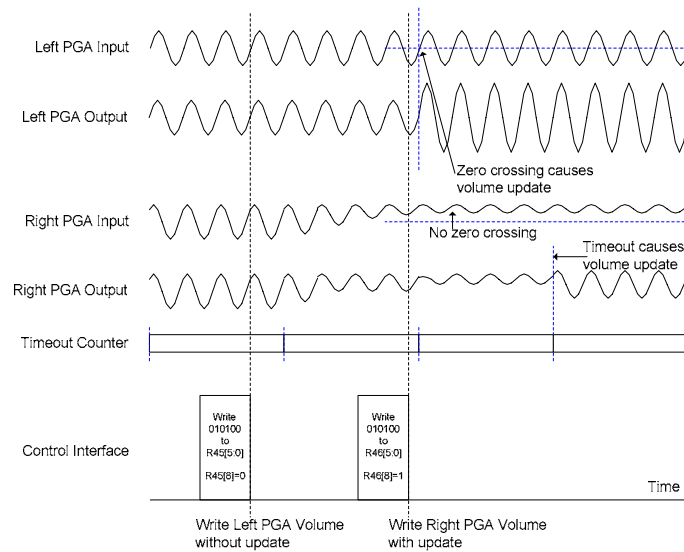 Left PGA Input
Left PGA Output
Zero crossing causes
volume update
Right PGA Input
No zero crossing
Timeout causes
volume update
Right PGA Output
Timeout Counter
Control Interface
Write
010100
to
R45[5:0]
R45[8]=0
Write
010100
to
R46[5:0]
R46[8]=1
Time
Write Left PGA Volume
without update
Write Right PGA Volume
with update